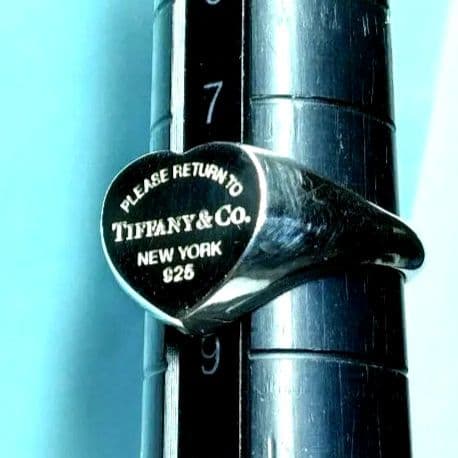 7
PLEASE RETURN TO
TIFFANY & CO.
NEW YORK
925
9